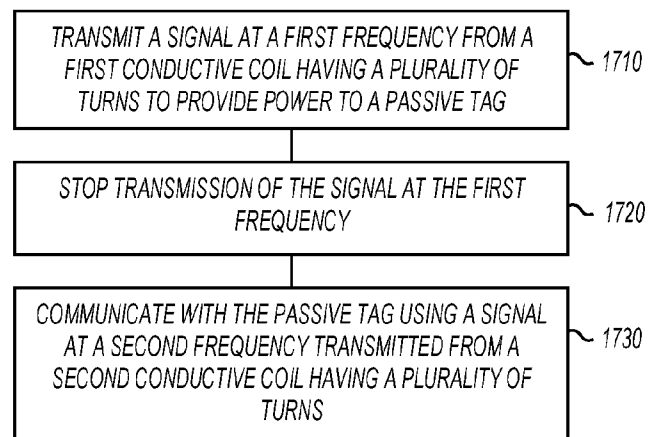 TRANSMIT A SIGNAL AT A FIRST FREQUENCY FROM A
FIRST CONDUCTIVE COIL HAVING A PLURALITY OF
TURNS TO PROVIDE POWER TO A PASSIVE TAG
1710
STOP TRANSMISSION OF THE SIGNAL AT THE FIRST
FREQUENCY
1720
COMMUNICATE WITH THE PASSIVE TAG USING A SIGNAL
AT A SECOND FREQUENCY TRANSMITTED FROM A
SECOND CONDUCTIVE COIL HAVING A PLURALITY OF
TURNS
1730